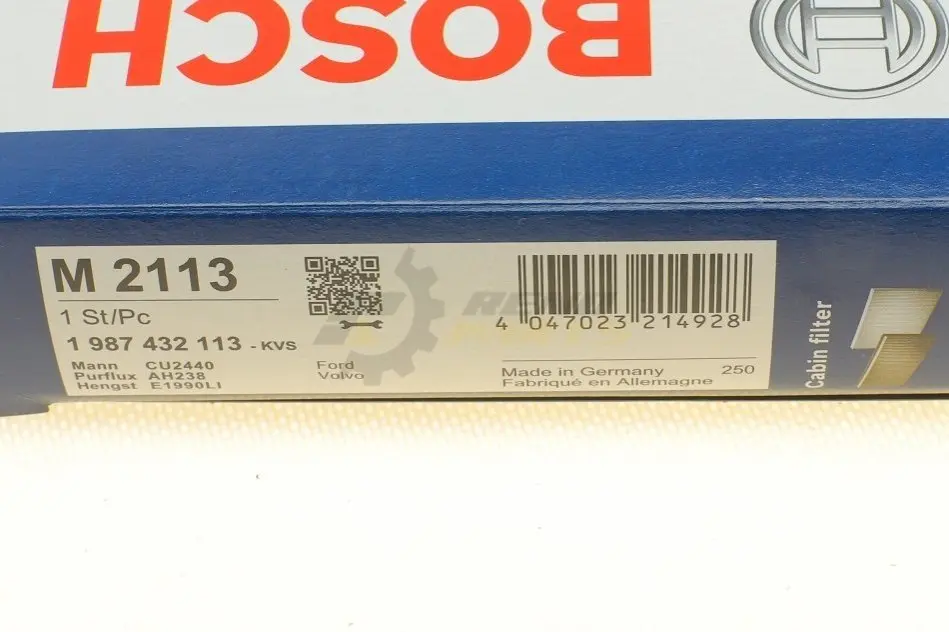 BOSCH
M 2113
1 St/Pc
1 987 432 113 - KVS
Mann CU2440
Purflux AH238
Hengst E1990LI
Ford
Volvo
4 047023 214928
Made in Germany 250
Fabriqué en Allemagne
Cabin filter